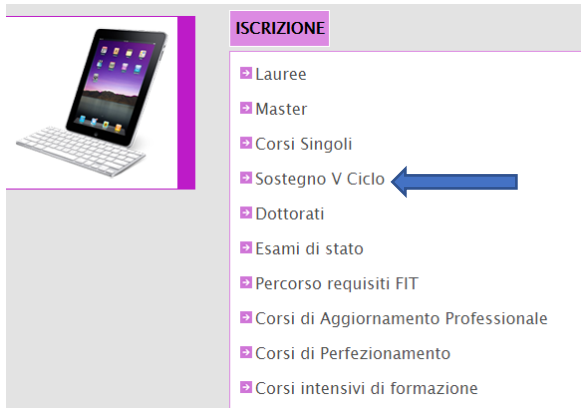 ISCRIZIONE
Lauree
Master
Corsi Singoli
Sostegno V Ciclo
Dottorati
Esami di stato
Percorso requisiti FIT
Corsi di Aggiornamento Professionale
Corsi di Perfezionamento
Corsi intensivi di formazione